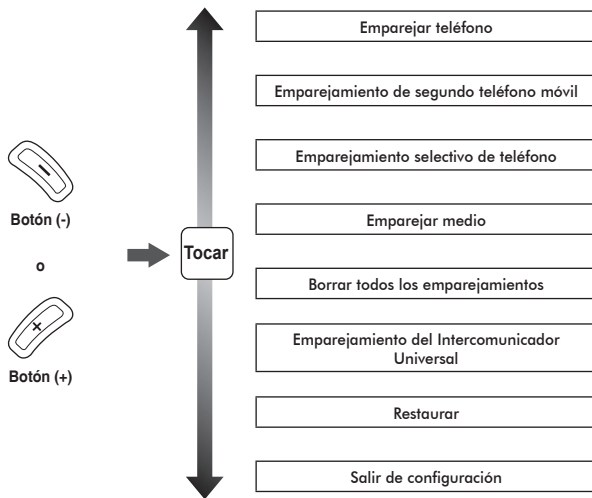 Emparejar teléfono
Emparejamiento de segundo teléfono móvil
Emparejamiento selectivo de teléfono
Botón (-)
Emparejar medio
o
Tocar
Borrar todos los emparejamientos
Emparejamiento del Intercomunicador
Universal
Botón (+)
Restaurar
Salir de configuración